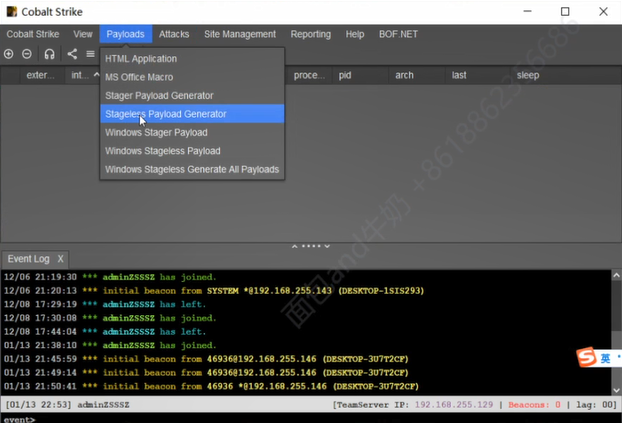 Cobalt Strike
Cobalt Strike View Payloads Attacks Site Management Reporting Help BOF.NET
exter... int... proce... pid arch last sleep
HTML Application
MS Office Macro
Stager Payload Generator
Stageless Payload Generator
Windows Stager Payload
Windows Stageless Payload
Windows Stageless Generate All Payloads
面包and牛奶 +8618862356686
Event Log X
12/06 21:19:30 *** adminZSSSZ has joined.
12/06 21:20:13 *** initial beacon from SYSTEM *@192.168.255.143 (DESKTOP-1SIS293)
12/08 17:29:19 *** adminZSSSZ has left.
12/08 17:30:08 *** adminZSSSZ has joined.
12/08 17:44:04 *** adminZSSSZ has left.
01/13 21:38:10 *** adminZSSSZ has joined.
01/13 21:45:59 *** initial beacon from 46936@192.168.255.146 (DESKTOP-3U7T2CF)
01/13 21:49:14 *** initial beacon from 46936@192.168.255.146 (DESKTOP-3U7T2CF)
01/13 21:50:41 *** initial beacon from 46936 *@192.168.255.146 (DESKTOP-3U7T2CF)
S 英
[01/13 22:53] adminZSSSZ [TeamServer IP: 192.168.255.129 | Beacons: 0 | lag: 00]
event>